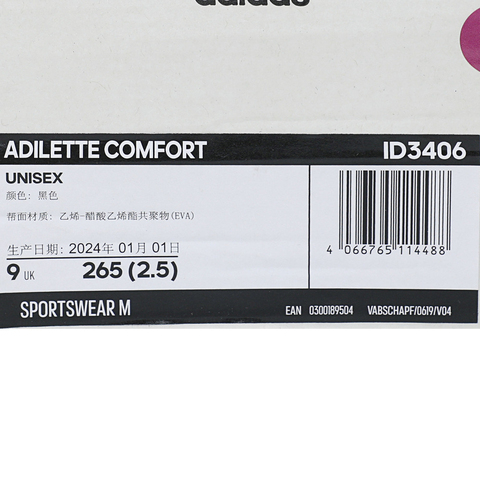 adidas
ADILETTE COMFORT ID3406
UNISEX
颜色: 黑色
帮面材质: 乙烯-醋酸乙烯酯共聚物(EVA)
生产日期: 2024年 01月 01日
9 UK 265 (2.5)
4 066765 114488
SPORTSWEAR M EAN 0300189504 VABSCHAPF/0619/V04